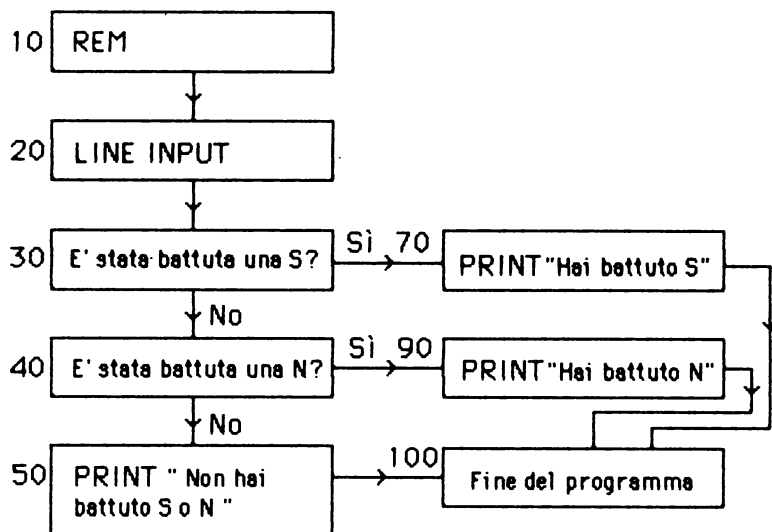 10 REM
20 LINE INPUT
30 E' stata battuta una S? Sì 70 PRINT "Hai battuto S"
No
40 E' stata battuta una N? Sì 90 PRINT "Hai battuto N"
No
50 PRINT " Non hai
battuto S o N " 100 Fine del programma